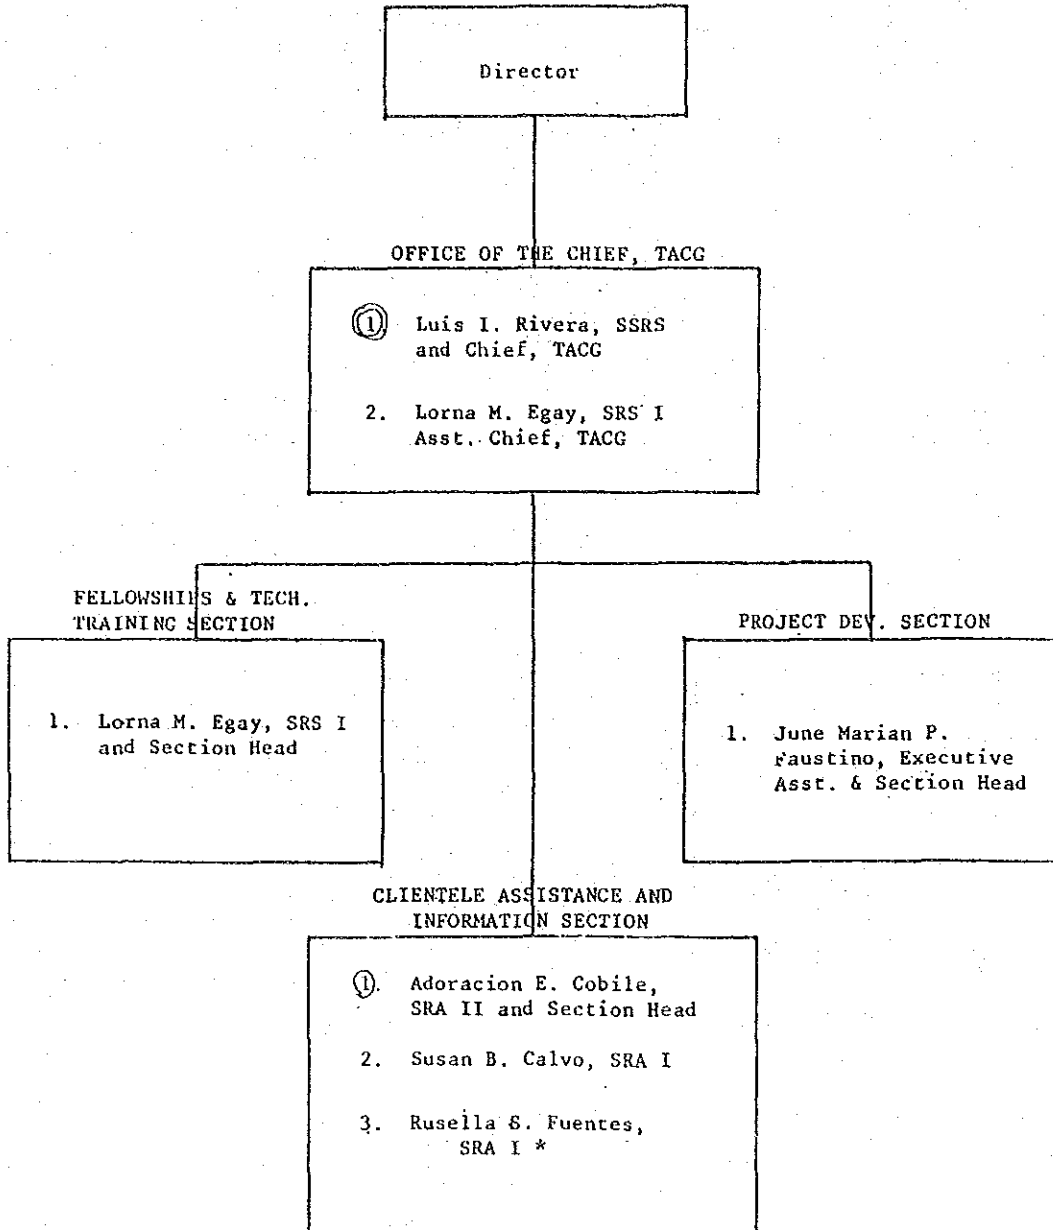 Director
OFFICE OF THE CHIEF, TACG
1 Luis I. Rivera, SSRS
and Chief, TACG
2. Lorna M. Egay, SRS I
Asst. Chief, TACG
FELLOWSHIPS & TECH.
TRAINING SECTION
1. Lorna M. Egay, SRS I
and Section Head
PROJECT DEV. SECTION
1. June Marian P.
Faustino, Executive
Asst. & Section Head
CLIENTELE ASSISTANCE AND
INFORMATION SECTION
1. Adoracion E. Cobile,
SRA II and Section Head
2. Susan B. Calvo, SRA I
3. Rusella S. Fuentes,
SRA I *